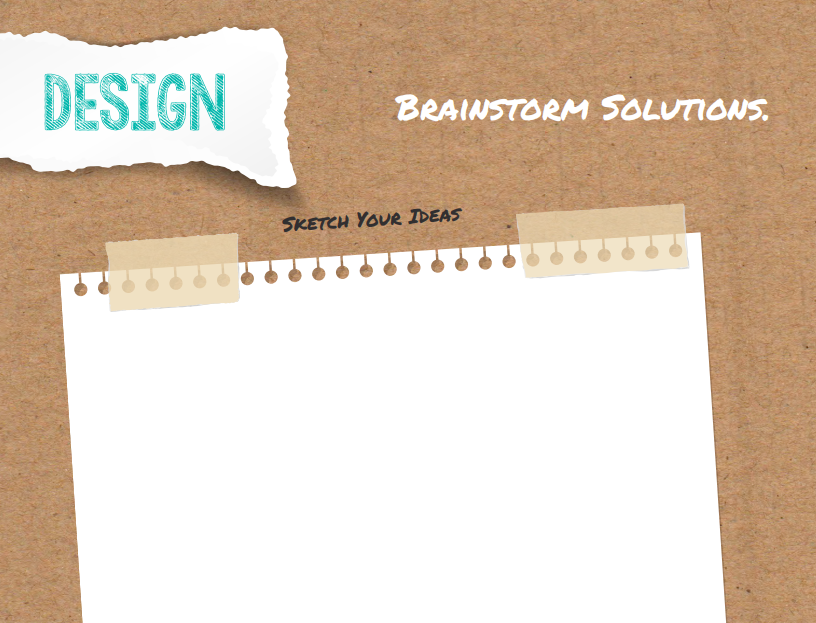 DESIGN
Brainstorm Solutions.
Sketch Your Ideas